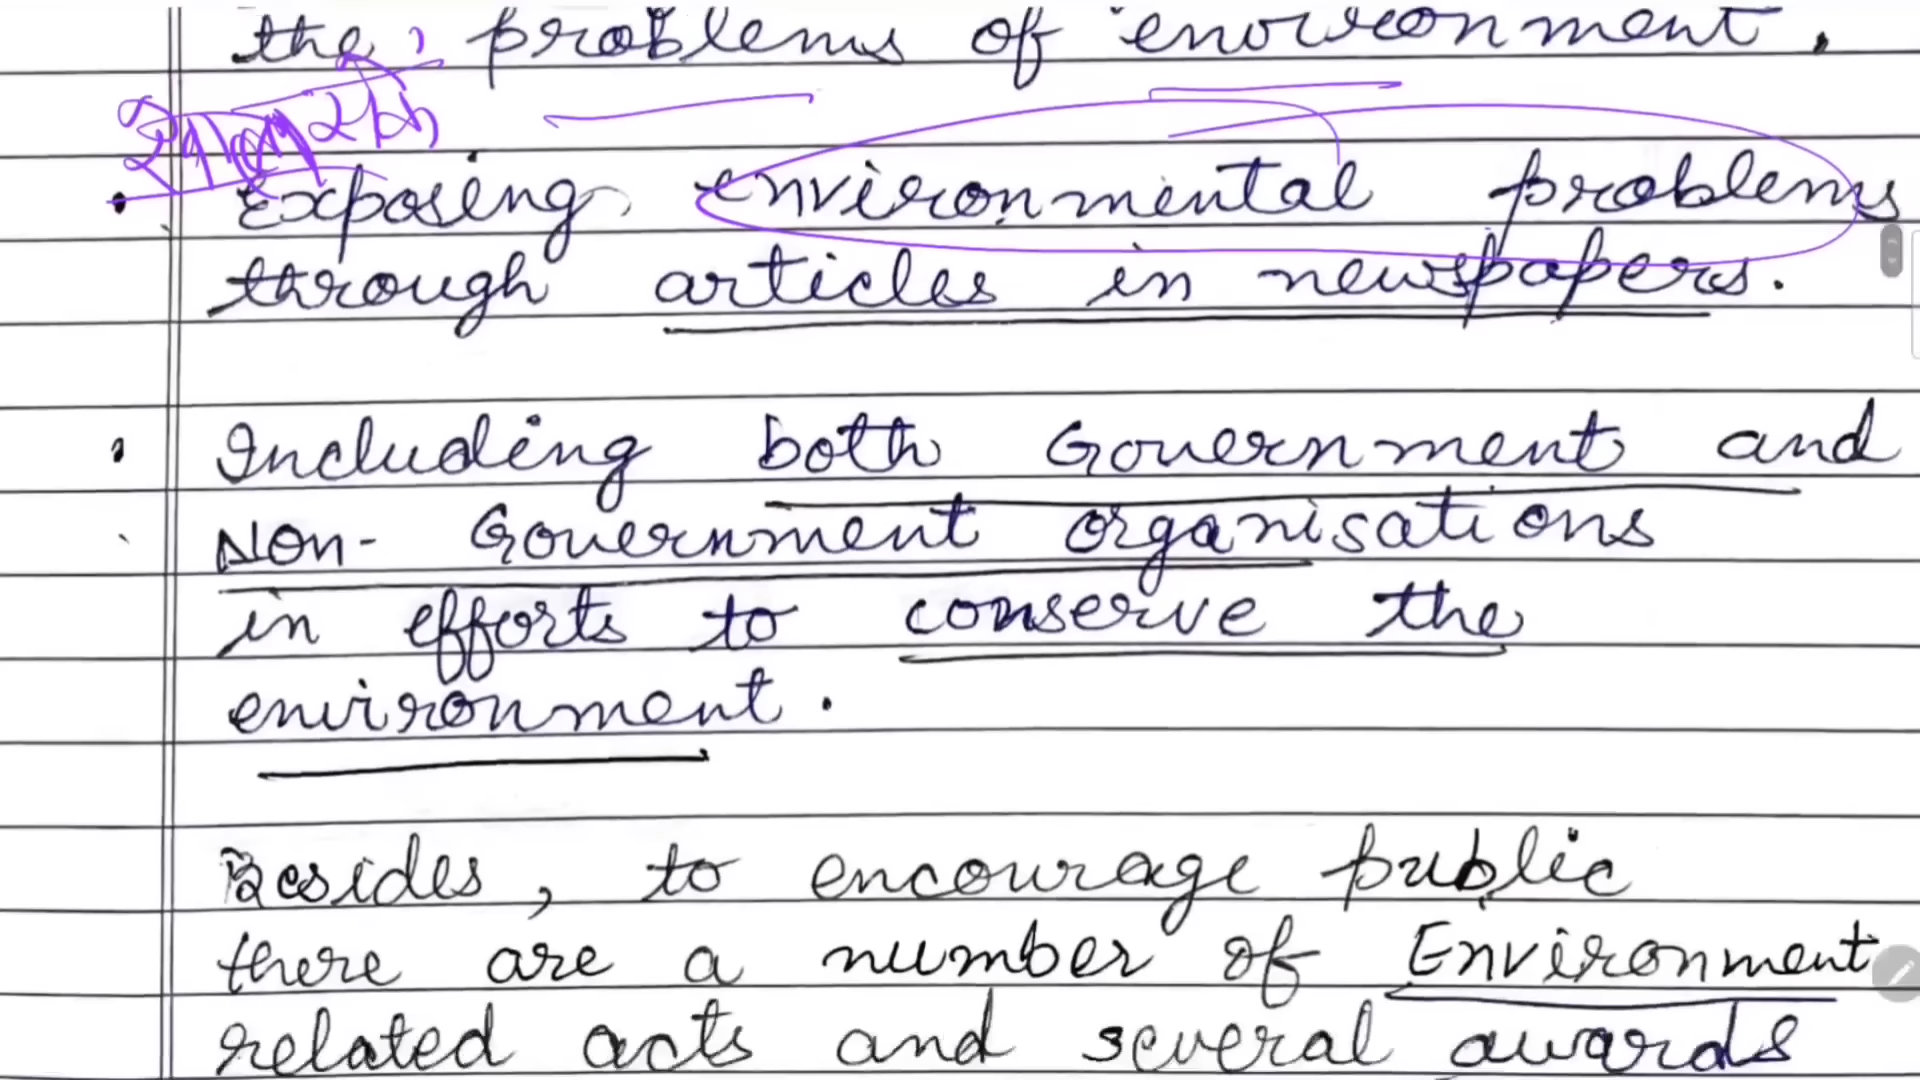 the problems of environment.
• Exposing environmental problems
through articles in newspapers.
• Including both Government and
Non- Government organisations
in efforts to conserve the
environment.
Besides, to encourage public
there are a number of Environment
related acts and several awards